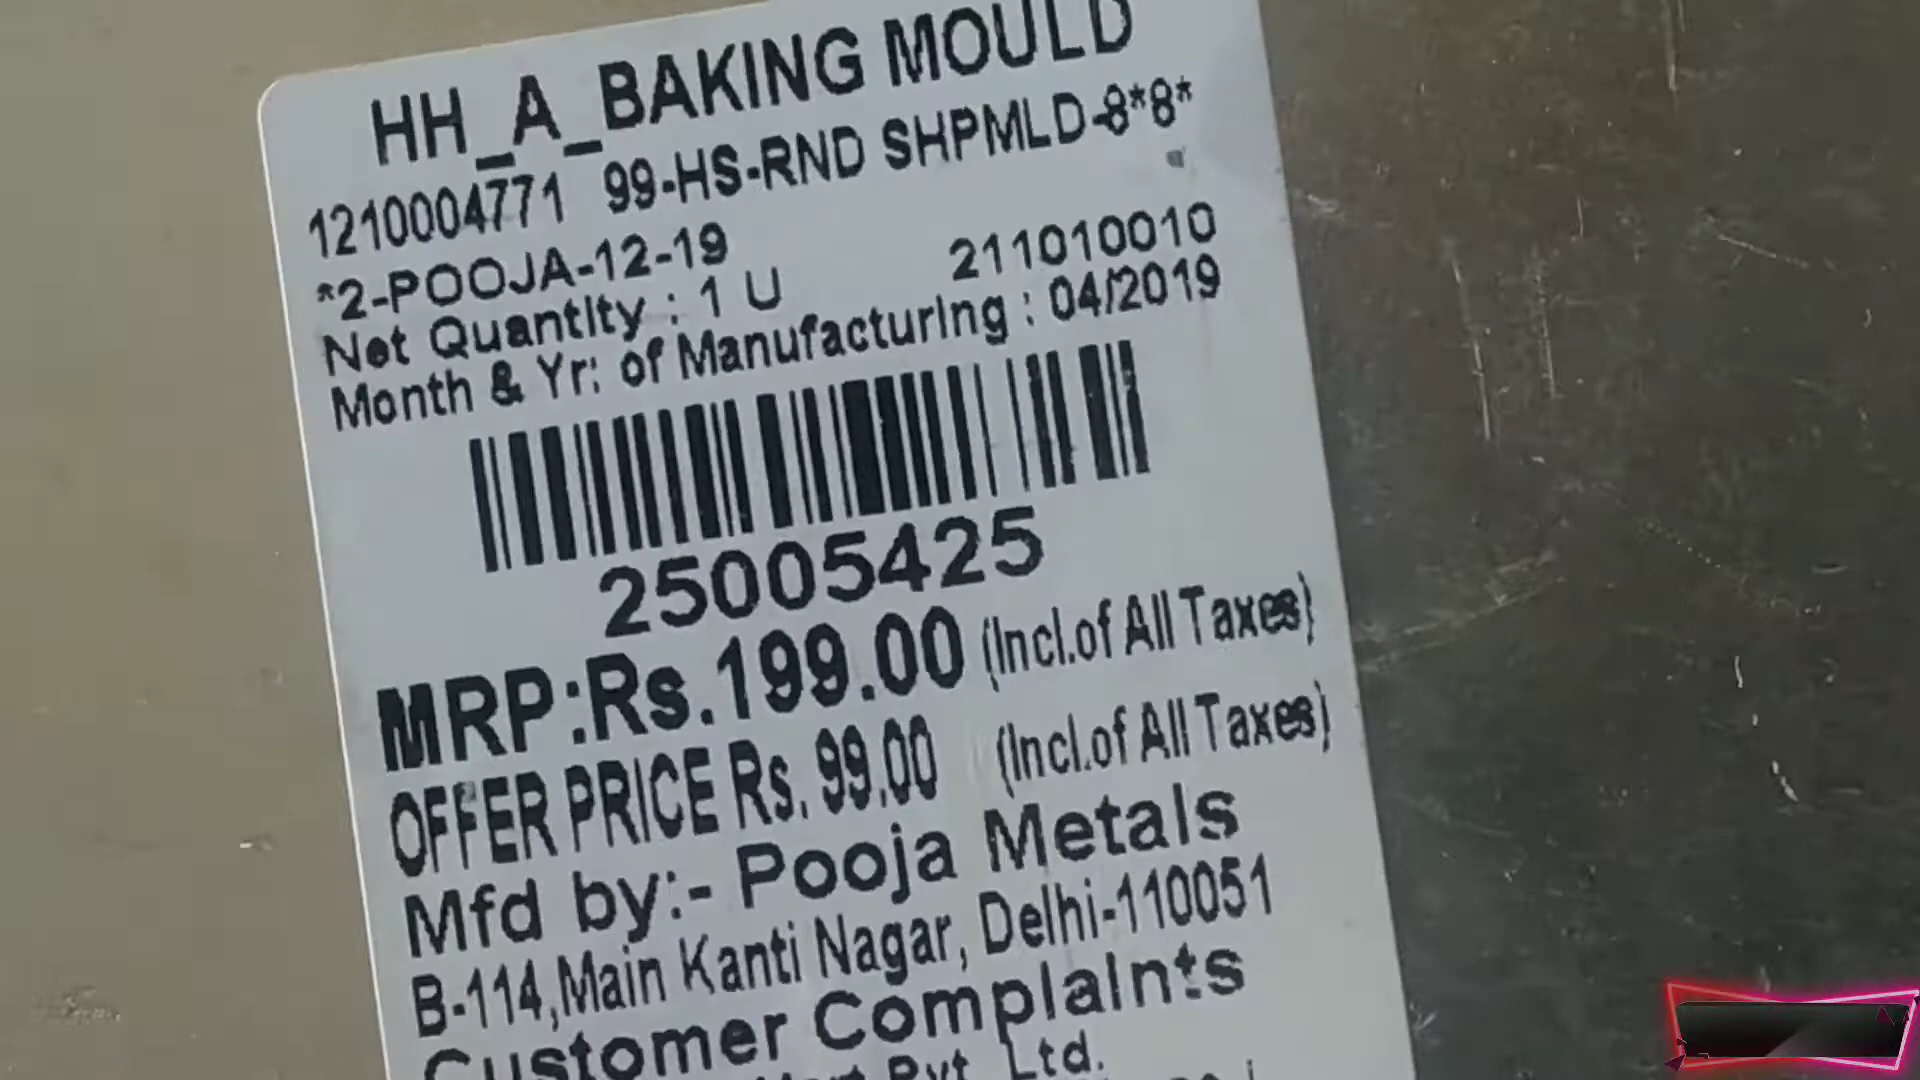 HH_A_BAKING MOULD
1210004771 99-HS-RND SHPMLD-8*8*
*2-POOJA-12-19 211010010
Net Quantity : 1 U
Month & Yr: of Manufacturing : 04/2019
25005425
MRP:Rs.199.00 (Incl.of All Taxes)
OFFER PRICE Rs. 99.00 (Incl.of All Taxes)
Mfd by:- Pooja Metals
B-114,Main Kanti Nagar, Delhi-110051
Customer Complaints
Pvt. Ltd.